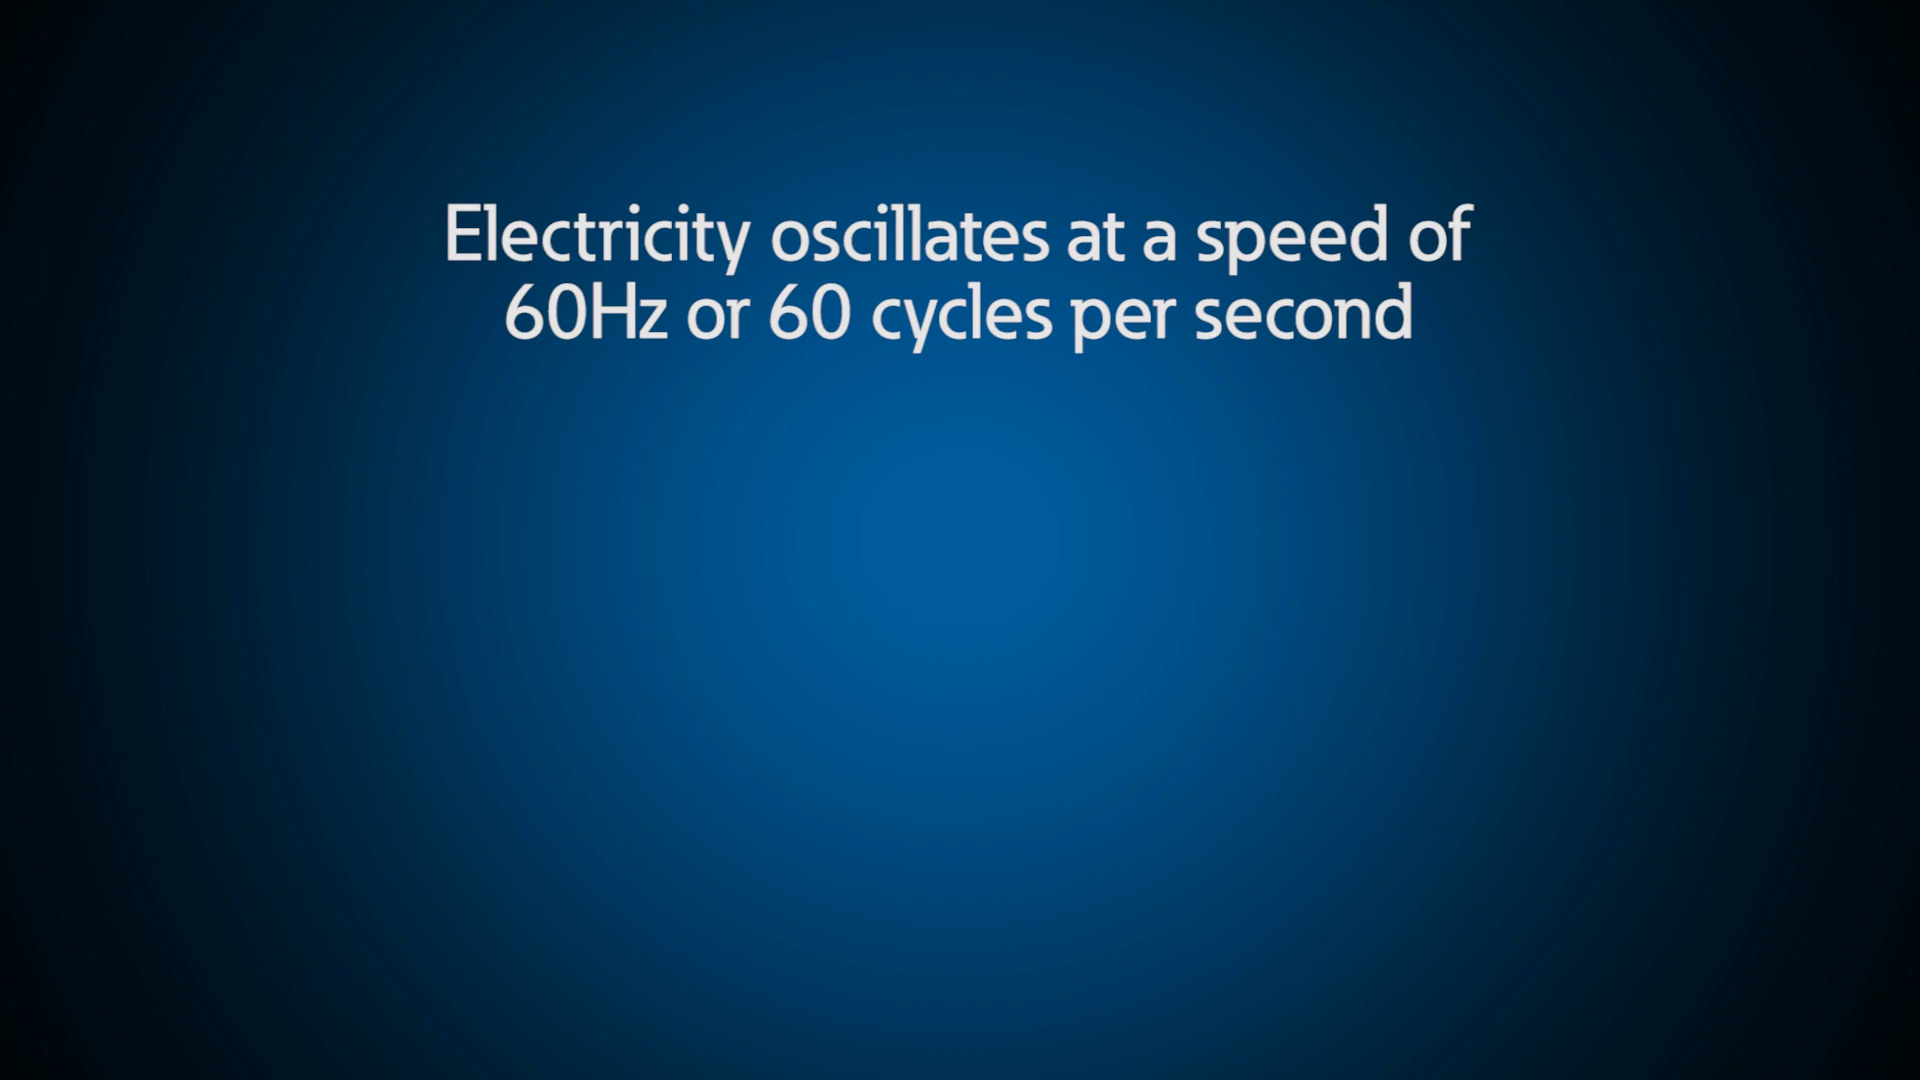 Electricity oscillates at a speed of
60Hz or 60 cycles per second